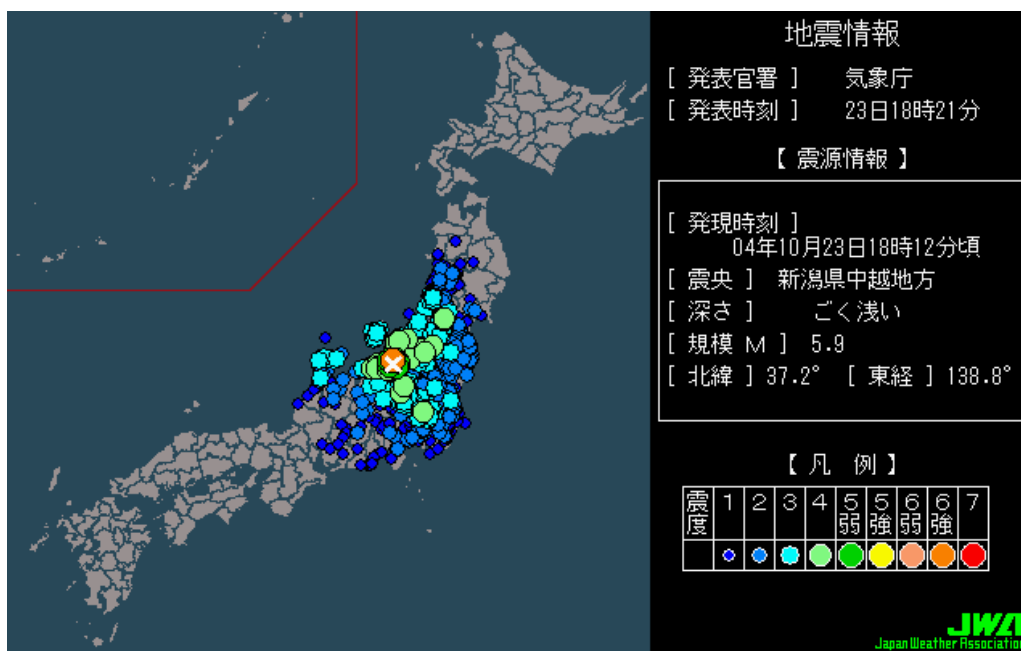 地震情報
[ 発表官署 ] 気象庁
[ 発表時刻 ] 23日18時21分
【 震源情報 】
[ 発現時刻 ]
04年10月23日18時12分頃
[ 震央 ] 新潟県中越地方
[ 深さ ] ごく浅い
[ 規模 M ] 5.9
[ 北緯 ] 37.2° [ 東経 ] 138.8°
【 凡 例 】
震度 1 2 3 4 5弱 5強 6弱 6強 7
JWA
Japan Weather Association